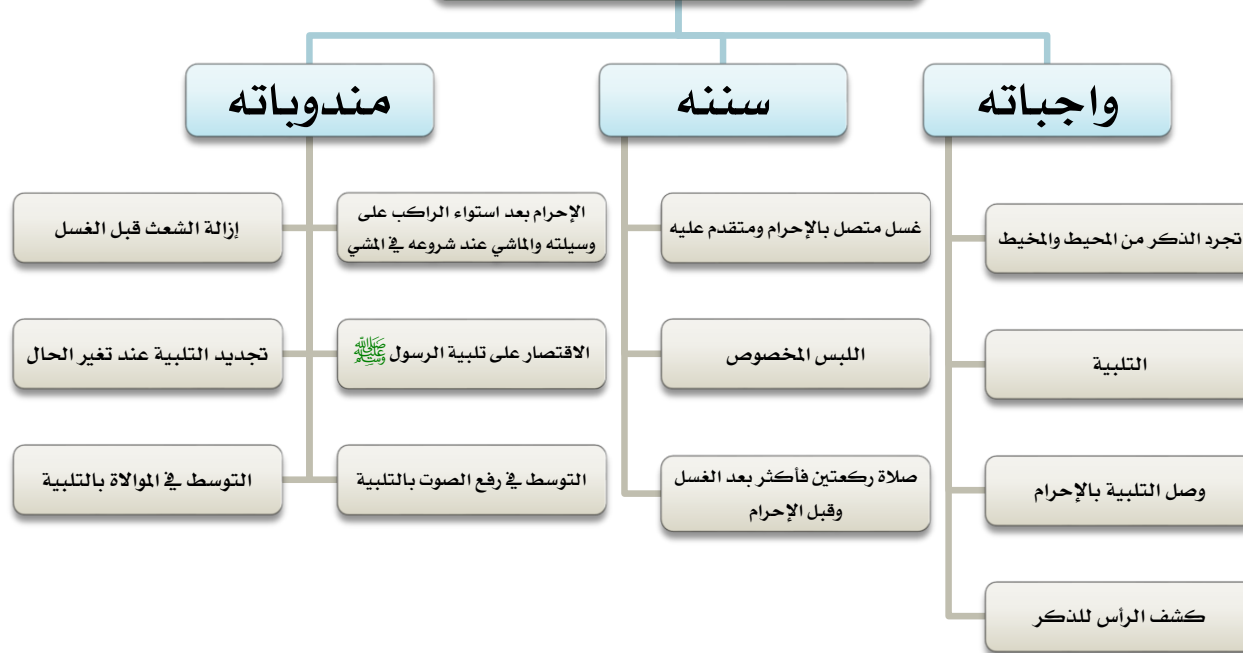 واجباته
تجرد الذكر من المحيط والمخيط
التلبية
وصل التلبية بالإحرام
كشف الرأس للذكر
سننه
غسل متصل بالإحرام ومتقدم عليه
اللبس المخصوص
صلاة ركعتين فأكثر بعد الغسل
وقبل الإحرام
مندوباته
الإحرام بعد استواء الراكب على
وسيلته والماشي عند شروعه في المشي
الاقتصار على تلبية الرسول ﷺ
التوسط في رفع الصوت بالتلبية
إزالة الشعث قبل الغسل
تجديد التلبية عند تغير الحال
التوسط في الموالاة بالتلبية